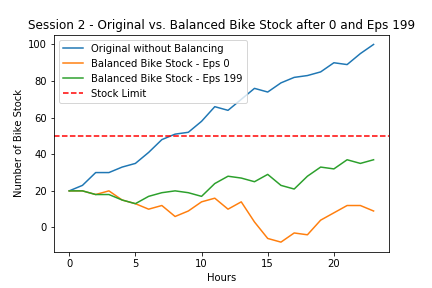 Session 2 - Original vs. Balanced Bike Stock after 0 and Eps 199
Original without Balancing
Balanced Bike Stock - Eps 0
Balanced Bike Stock - Eps 199
Stock Limit
Number of Bike Stock
100
80
60
40
20
0
0 5 10 15 20
Hours